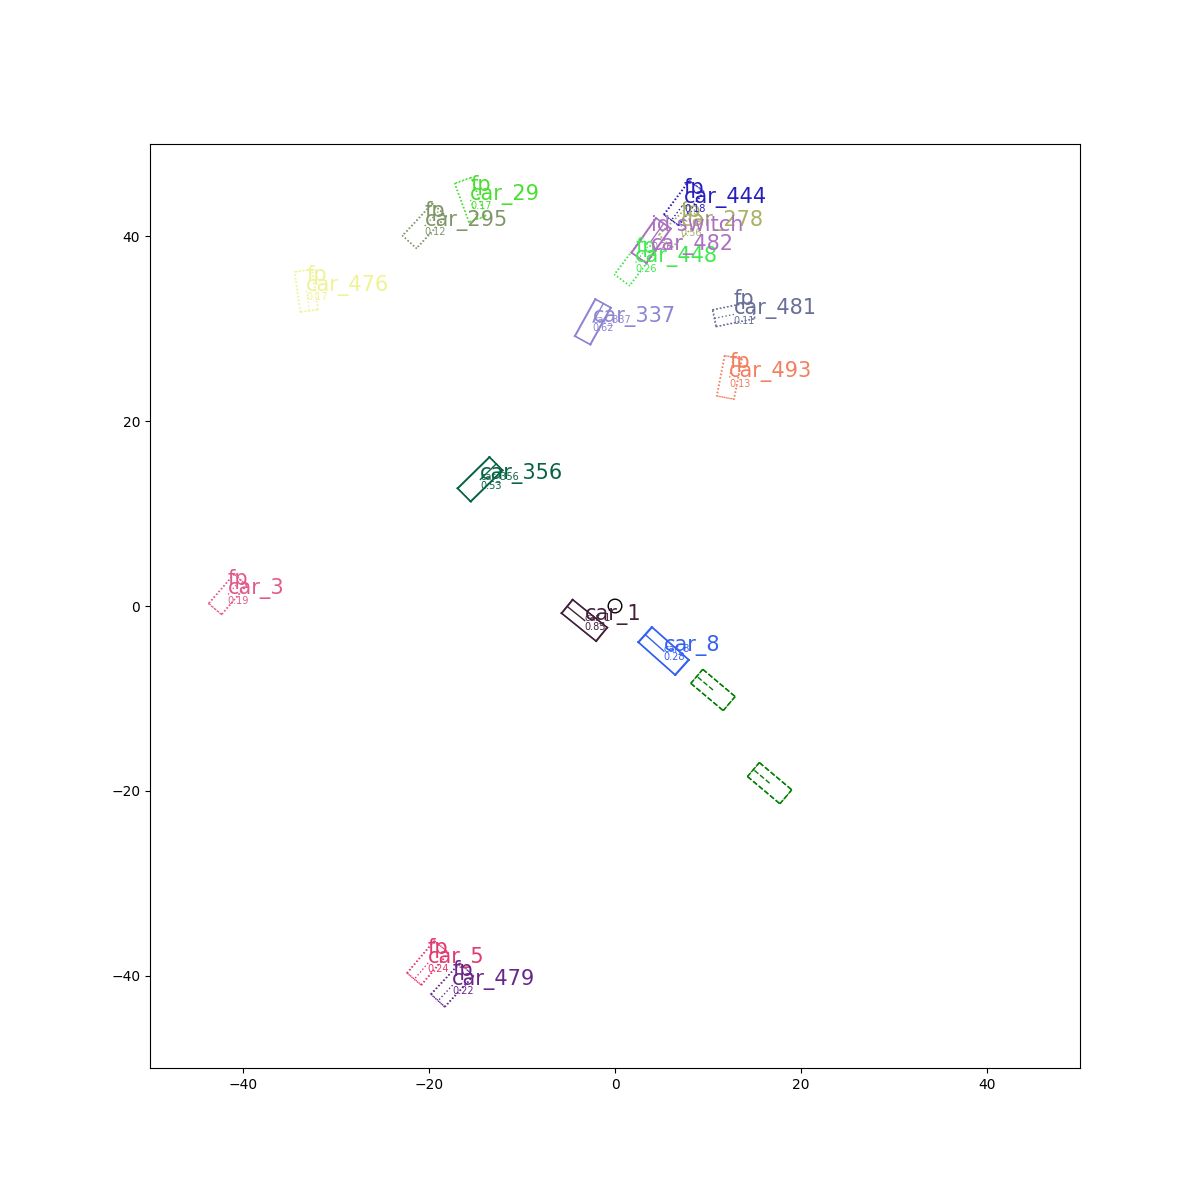 fp
car_29
0.17
fp
car_444
0.18
fp
car_295
0.12
fp
car_278
id switch
car_482
fp
car_448
0.26
fp
car_476
0.17
fp
car_481
0.11
car_337
0.62
fp
car_493
0.13
car_356
0.53
fp
car_3
0.19
car_1
0.85
car_8
0.28
fp
car_5
0.24
fp
car_479
0.22
40
20
0
−20
−40
−40
−20
0
20
40